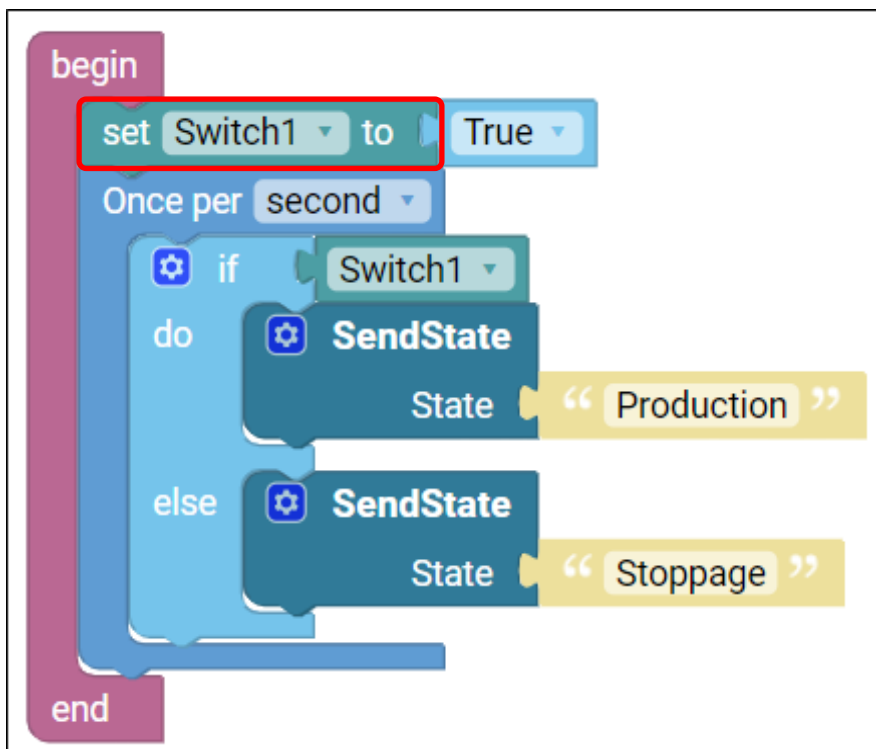 begin
set Switch1 to True
Once per second
if Switch1
do SendState
State “ Production ”
else SendState
State “ Stoppage ”
end